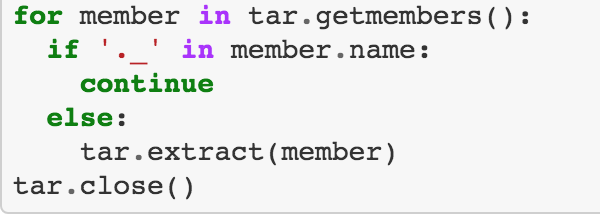 for member in tar.getmembers():
  if '._' in member.name:
    continue
  else:
    tar.extract(member)
tar.close()